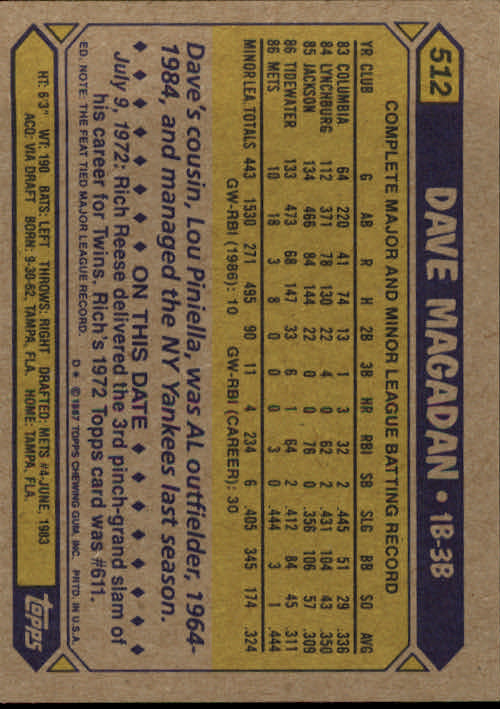 512
DAVE MAGADAN • 1B-3B
COMPLETE MAJOR AND MINOR LEAGUE BATTING RECORD
YR CLUB G AB R H 2B 3B HR RBI SB SLG BB SO AVG
83 COLUMBIA 64 220 41 74 13 1 3 32 2 .445 51 29 .336
84 LYNCHBURG 112 371 78 130 22 4 0 62 2 .431 104 43 .350
85 JACKSON 134 466 84 144 22 0 0 76 0 .356 106 57 .309
86 TIDEWATER 133 473 68 147 33 6 1 64 2 .412 84 45 .311
86 METS 10 18 3 8 0 0 0 3 0 .444 3 1 .444
MINOR LEA. TOTALS 443 1530 271 495 90 11 4 234 6 .405 345 174 .324
GW-RBI (1986): 10 GW-RBI (CAREER): 30
Dave's cousin, Lou Piniella, was AL outfielder, 1964-
1984, and managed the NY Yankees last season.
♦ ♦ ♦ ♦ ♦ ♦ ON THIS DATE ♦ ♦ ♦ ♦ ♦ ♦
July 9, 1972: Rich Reese delivered the 3rd pinch-grand slam of
his career for Twins. Rich's 1972 Topps card was #611.
ED. NOTE: THE FEAT TIED MAJOR LEAGUE RECORD. D* © 1987 TOPPS CHEWING GUM, INC. PRTD. IN U.S.A.
HT: 6'3" WT: 190 BATS: LEFT THROWS: RIGHT DRAFTED: METS #4-JUNE, 1983
ACQ: VIA DRAFT BORN: 9-30-62, TAMPA, FLA. HOME: TAMPA, FLA.
TOPPS